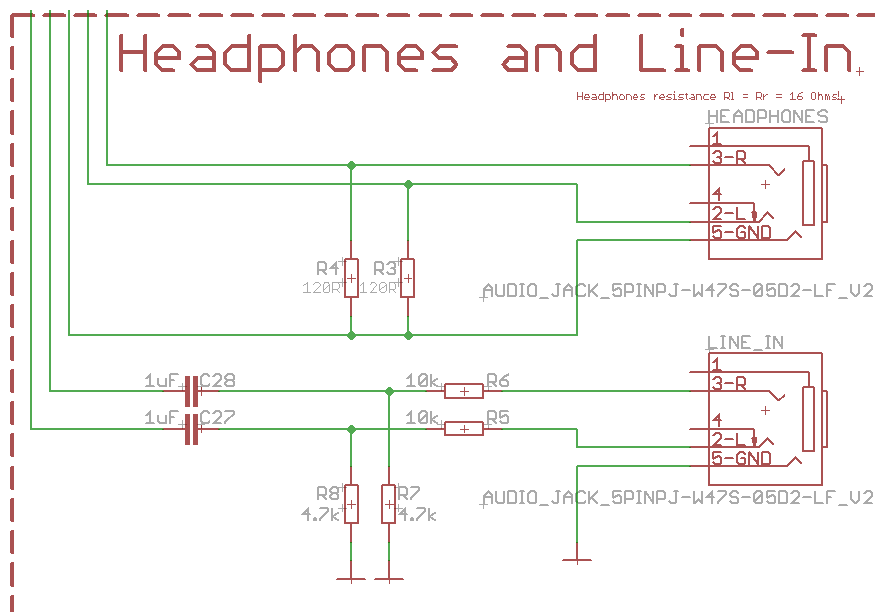 Headphones and Line-In
Headphones resistance Rl = Rr = 16 Ohms
HEADPHONES
1
3-R
4
2-L
5-GND
R4
120R
R3
120R
AUDIO_JACK_5PINPJ-W47S-05D2-LF_V2
LINE_IN
1
3-R
4
2-L
5-GND
1uF C28
10k R6
1uF C27
10k R5
R8
4.7k
R7
4.7k
AUDIO_JACK_5PINPJ-W47S-05D2-LF_V2